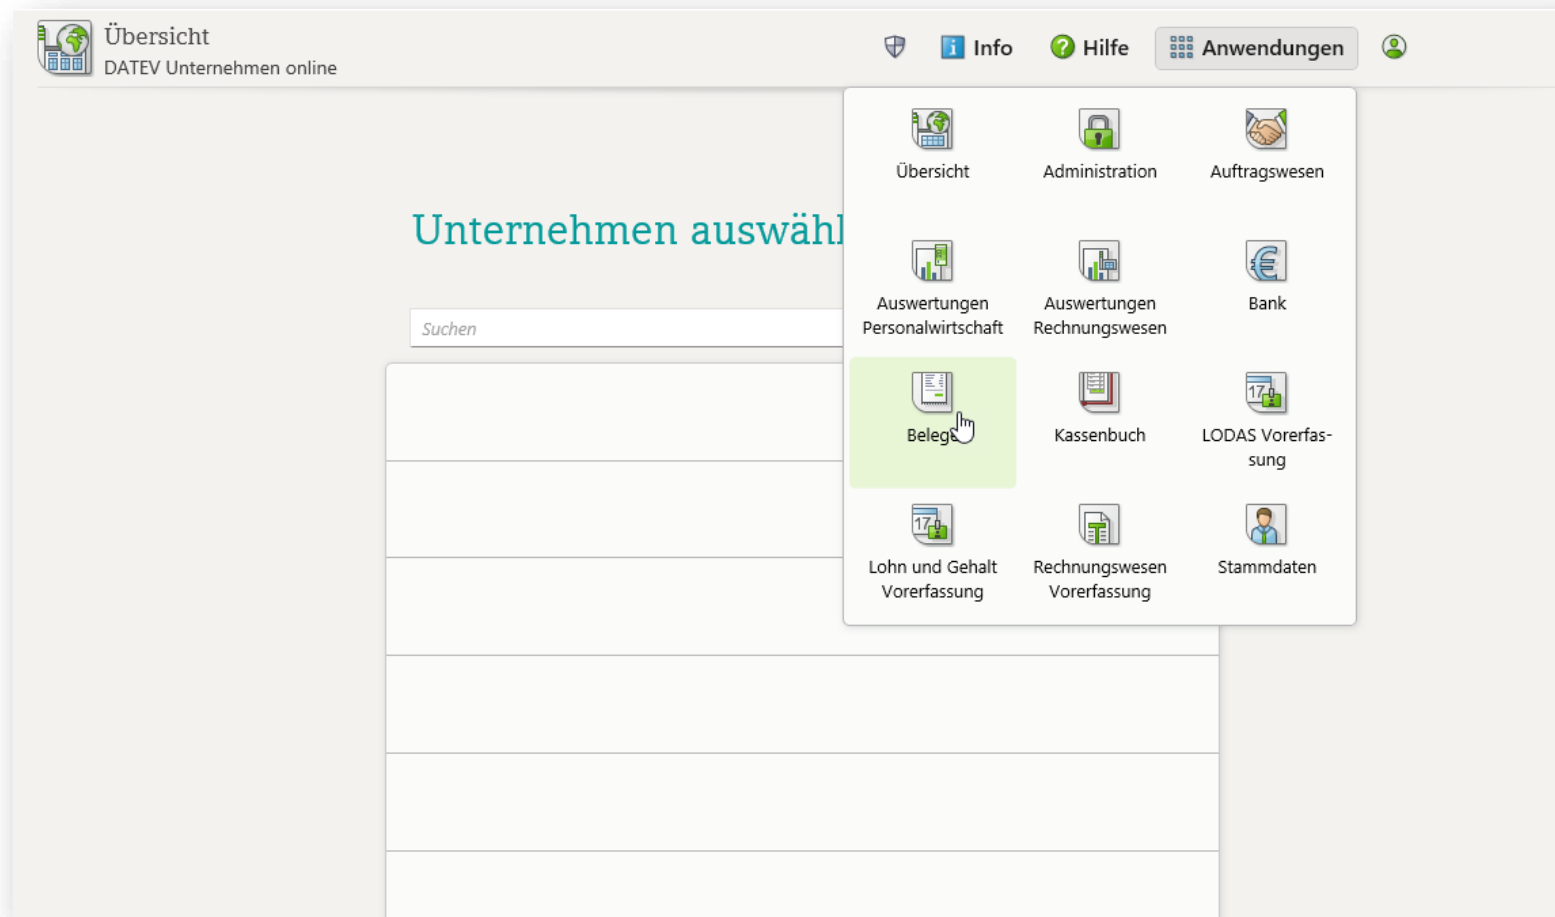 Übersicht
DATEV Unternehmen online
Info
Hilfe
Anwendungen
Unternehmen auswähl
Suchen
Übersicht
Administration
Auftragswesen
Auswertungen
Personalwirtschaft
Auswertungen
Rechnungswesen
Bank
Belege
Kassenbuch
LODAS Vorerfas-
sung
Lohn und Gehalt
Vorerfassung
Rechnungswesen
Vorerfassung
Stammdaten